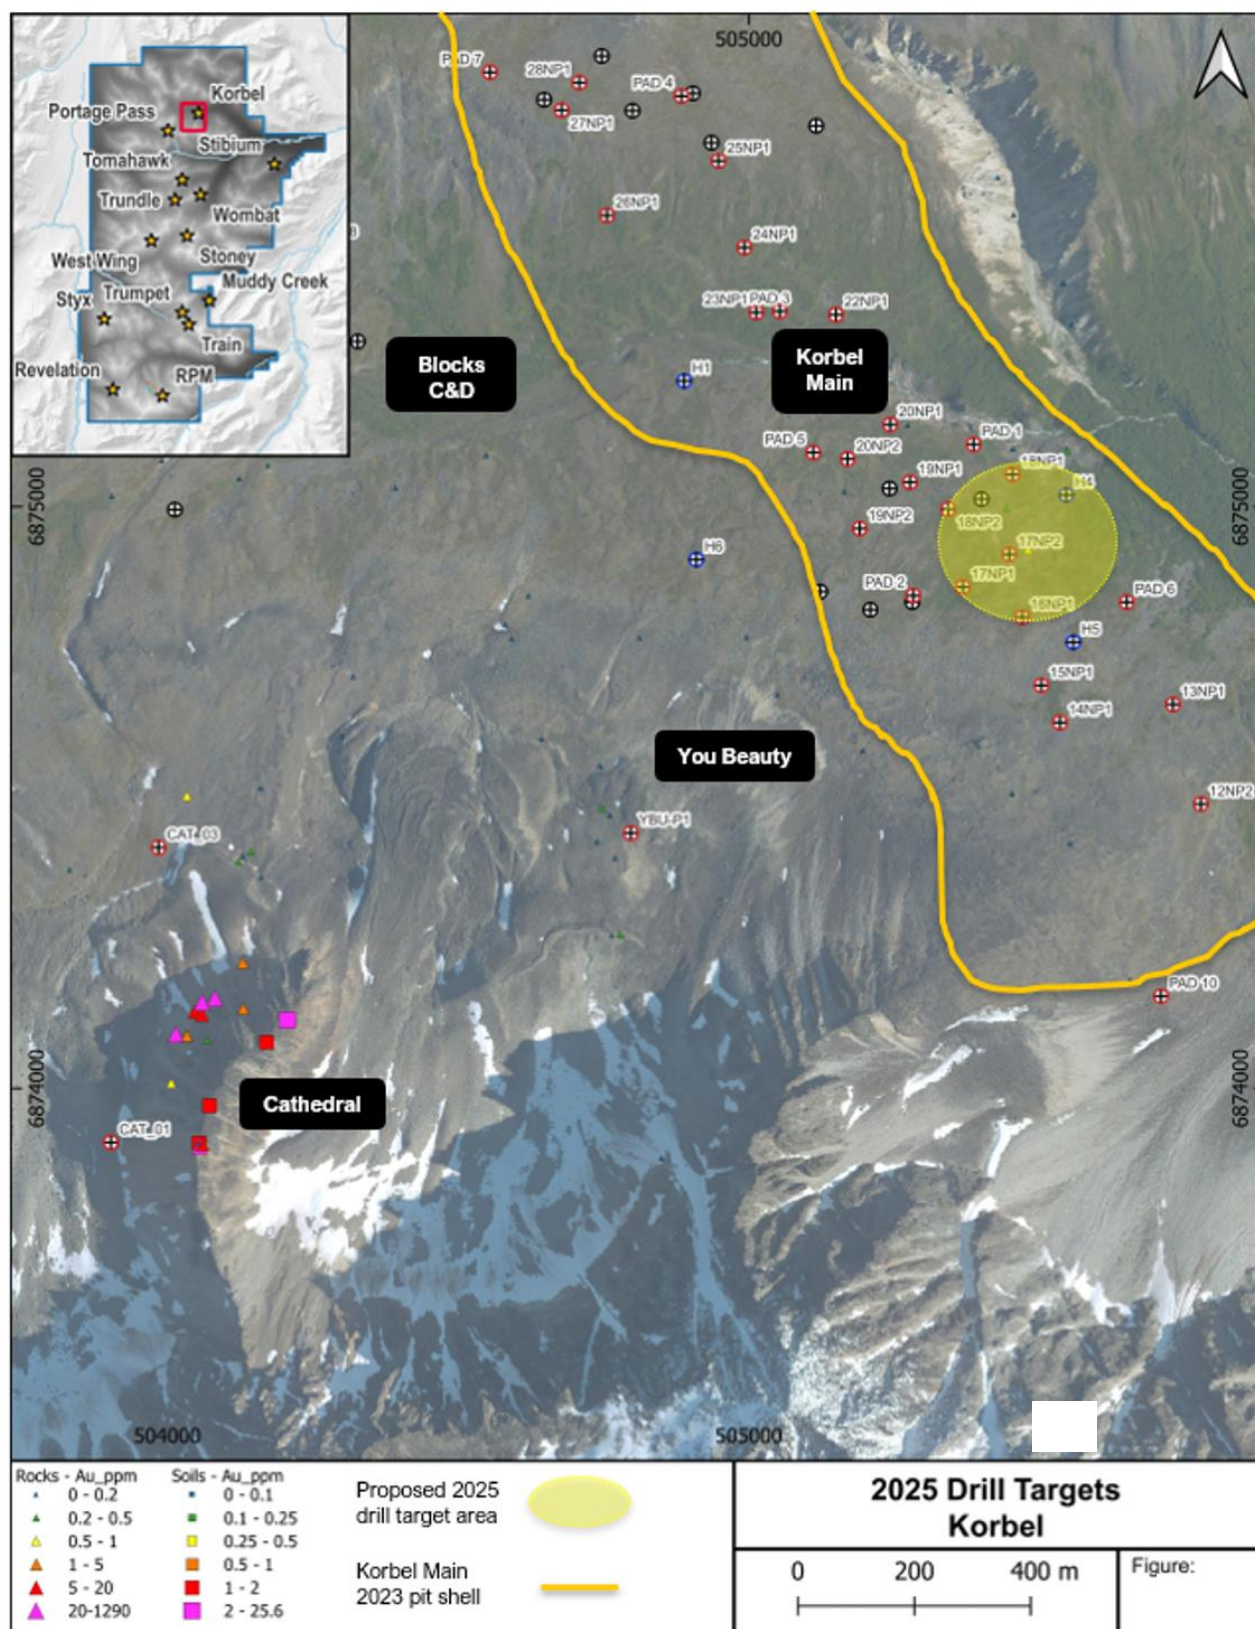 505000
PAD 7
28NP1
PAD 4
27NP1
25NP1
26NP1
24NP1
23NP1
PAD 3
22NP1
Korbel
Portage Pass
Stibium
Tomahawk
Trundle
Wombat
West Wing
Stoney
Muddy Creek
Styx
Trumpet
Train
Revelation
RPM
Blocks
C&D
Korbel
Main
H1
20NP1
PAD 5
20NP2
PAD 1
19NP1
18NP1
H4
6875000
6875000
19NP2
18NP2
17NP2
H6
17NP1
PAD 2
16NP1
PAD 6
H5
15NP1
13NP1
14NP1
You Beauty
12NP2
YBU-P1
CAT_03
PAD 10
6874000
6874000
Cathedral
CAT_01
504000
505000
Rocks - Au_ppm
0 - 0.2
0.2 - 0.5
0.5 - 1
1 - 5
5 - 20
20-1290
Soils - Au_ppm
0 - 0.1
0.1 - 0.25
0.25 - 0.5
0.5 - 1
1 - 2
2 - 25.6
Proposed 2025
drill target area
Korbel Main
2023 pit shell
2025 Drill Targets
Korbel
0 200 400 m
Figure: